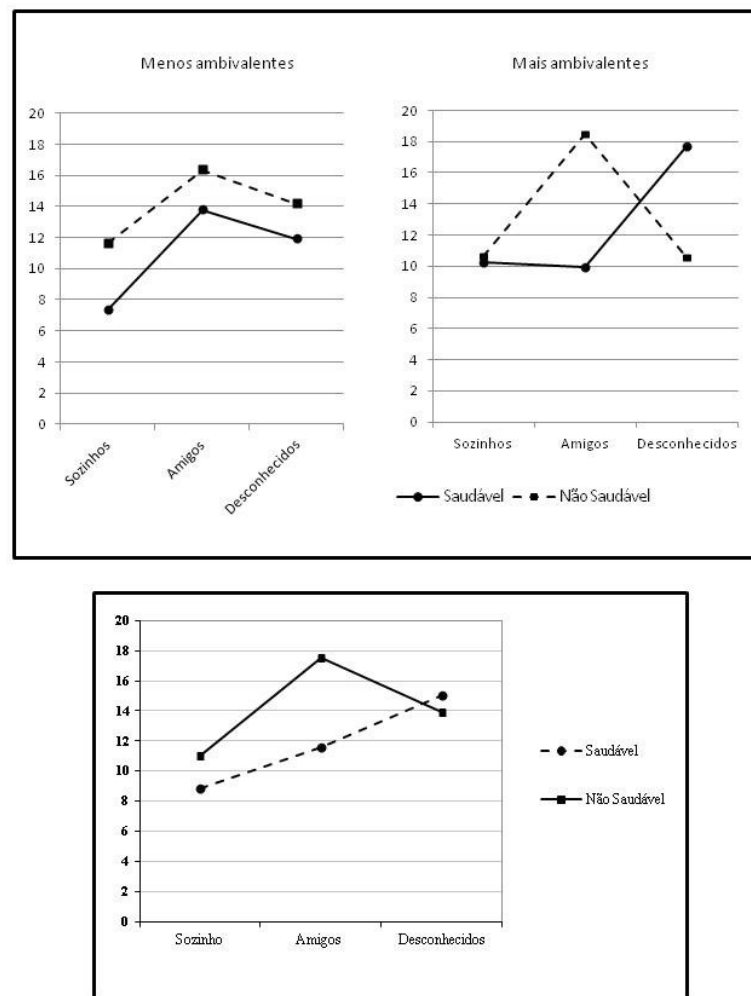 Menos ambivalentes
20
18
16
14
12
10
8
6
4
2
0
Sozinhos
Amigos
Desconhecidos
Mais ambivalentes
20
18
16
14
12
10
8
6
4
2
0
Sozinhos
Amigos
Desconhecidos
Saudável
Não Saudável
20
18
16
14
12
10
8
6
4
2
0
Sozinho
Amigos
Desconhecidos
Saudável
Não Saudável